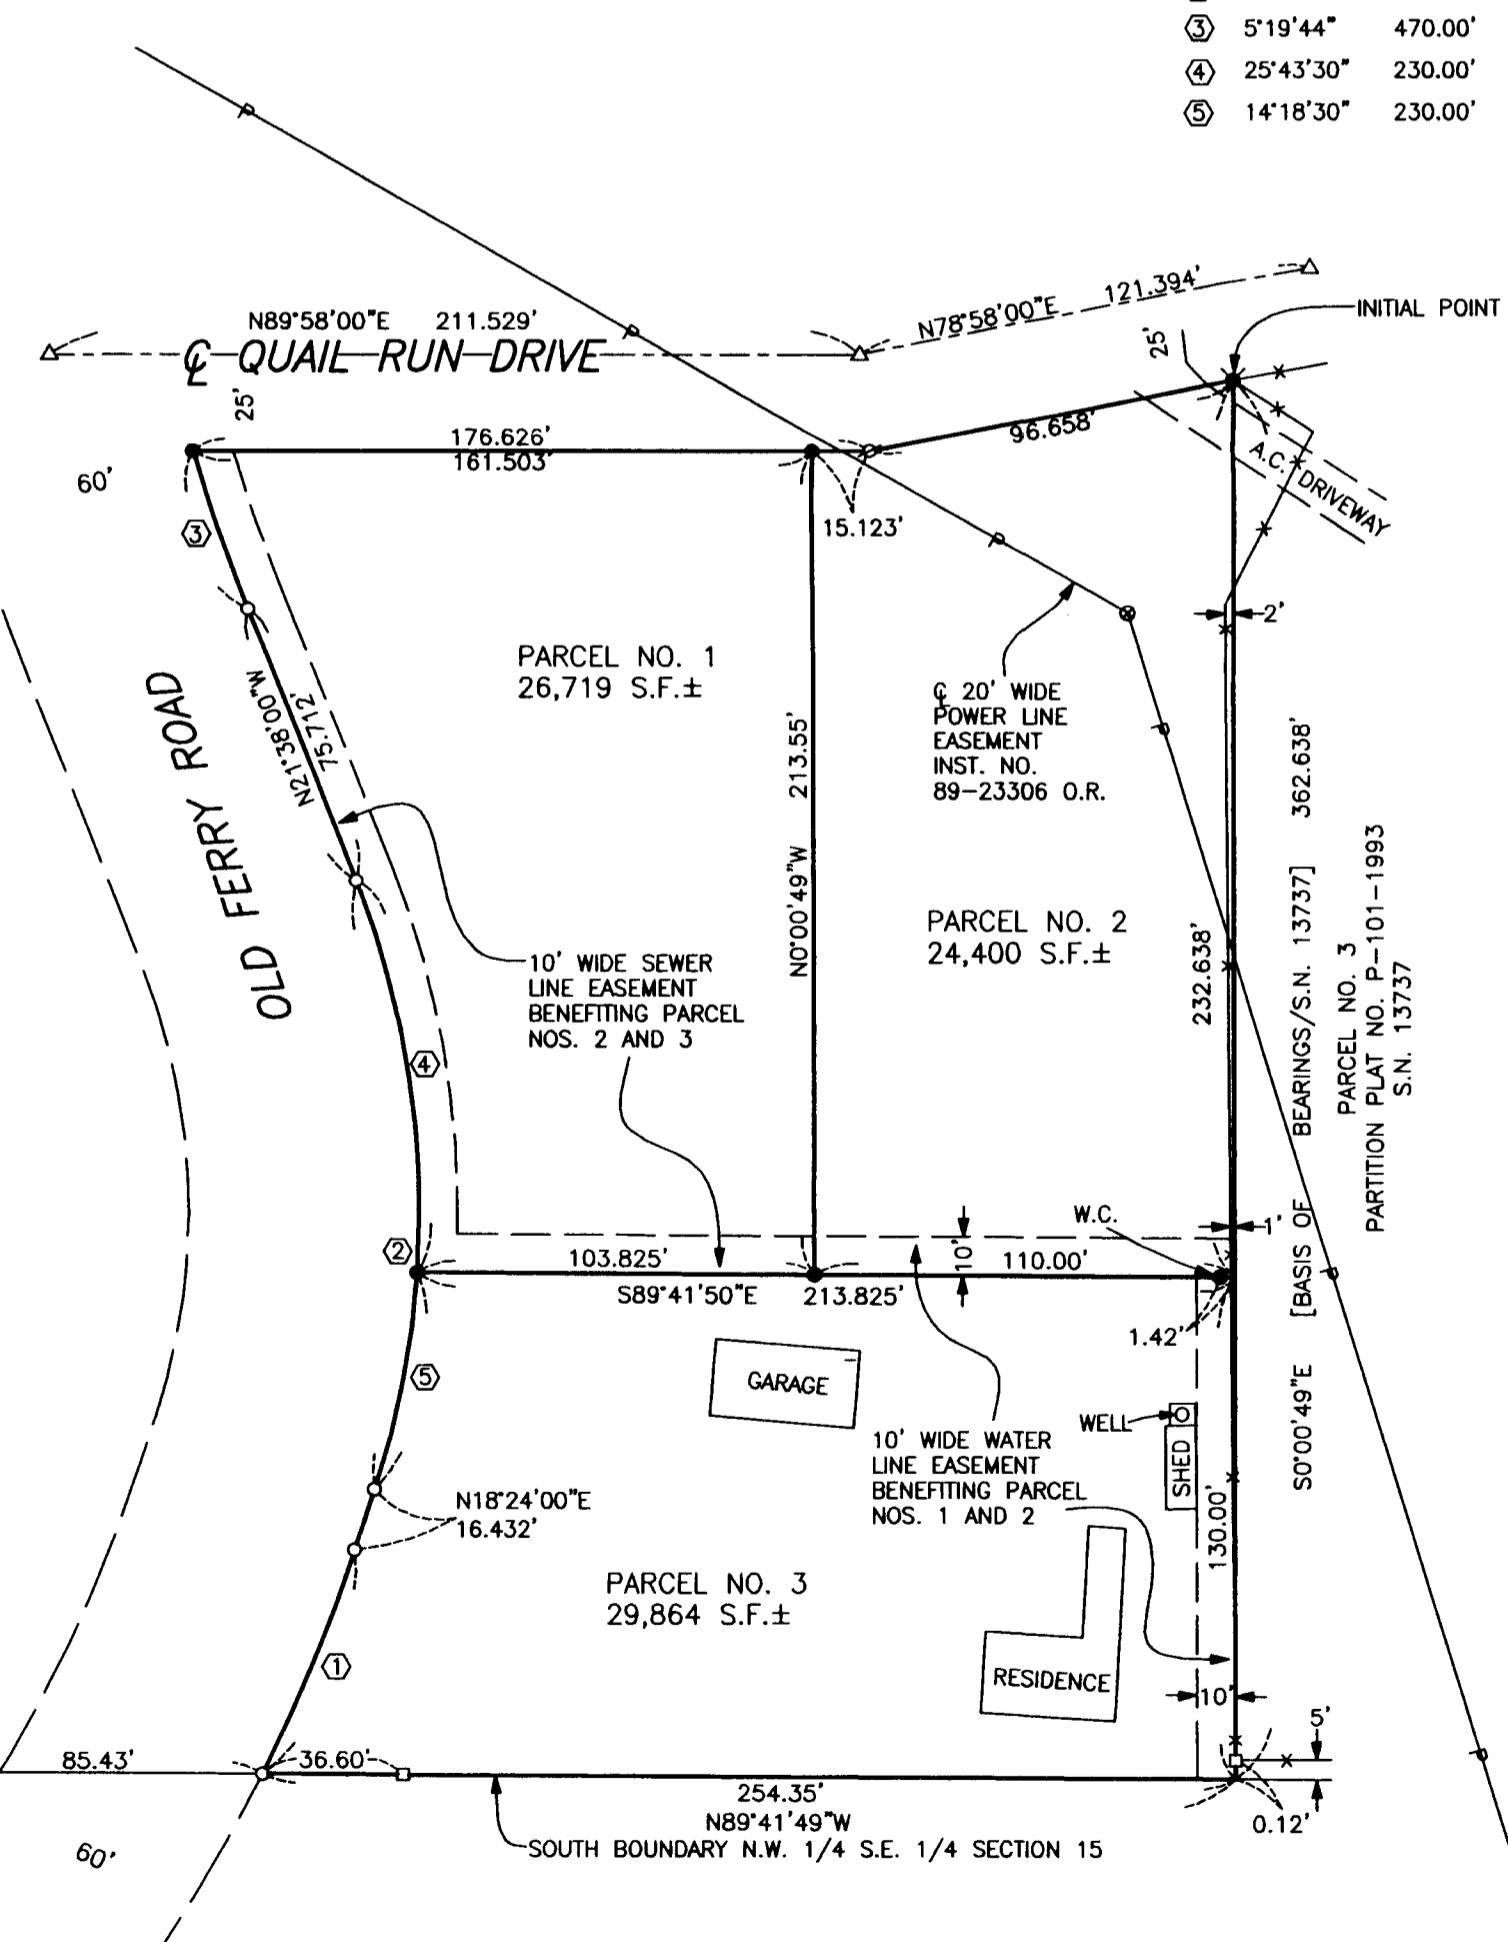 ③ 5°19'44" 470.00'
④ 25°43'30" 230.00'
⑤ 14°18'30" 230.00'
N78°58'00"E 121.394'
INITIAL POINT
N89°58'00"E 211.529'
℄ QUAIL RUN DRIVE
25'
25'
176.626'
161.503'
96.658'
60'
A.C. DRIVEWAY
15.123'
③
2'
PARCEL NO. 1
26,719 S.F.±
N21°38'00"W
75.712'
OLD FERRY ROAD
N0°00'49"W 213.55'
℄ 20' WIDE
POWER LINE
EASEMENT
INST. NO.
89-23306 O.R.
PARCEL NO. 2
24,400 S.F.±
232.638'
S0°00'49"E [BASIS OF BEARINGS/S.N. 13737] 362.638'
PARCEL NO. 3
PARTITION PLAT NO. P-101-1993
S.N. 13737
10' WIDE SEWER
LINE EASEMENT
BENEFITING PARCEL
NOS. 2 AND 3
④
W.C.
1'
②
103.825'
10'
110.00'
S89°41'50"E 213.825'
1.42'
⑤
GARAGE
WELL
SHED
10' WIDE WATER
LINE EASEMENT
BENEFITING PARCEL
NOS. 1 AND 2
N18°24'00"E
16.432'
130.00'
PARCEL NO. 3
29,864 S.F.±
①
RESIDENCE
10'
5'
85.43'
36.60'
254.35'
N89°41'49"W
0.12'
SOUTH BOUNDARY N.W. 1/4 S.E. 1/4 SECTION 15
60'